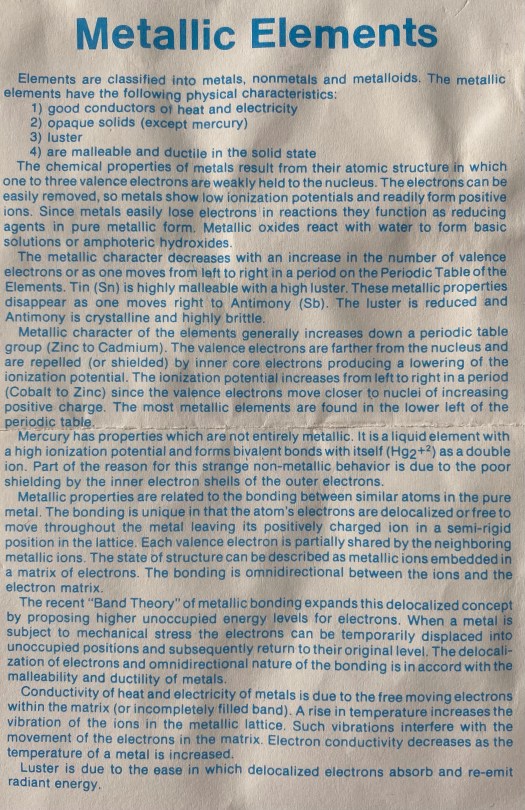 Metallic Elements
Elements are classified into metals, nonmetals and metalloids. The metallic
elements have the following physical characteristics:
1) good conductors of heat and electricity
2) opaque solids (except mercury)
3) luster
4) are malleable and ductile in the solid state
The chemical properties of metals result from their atomic structure in which
one to three valence electrons are weakly held to the nucleus. The electrons can be
easily removed, so metals show low ionization potentials and readily form positive
ions. Since metals easily lose electrons in reactions they function as reducing
agents in pure metallic form. Metallic oxides react with water to form basic
solutions or amphoteric hydroxides.
The metallic character decreases with an increase in the number of valence
electrons or as one moves from left to right in a period on the Periodic Table of the
Elements. Tin (Sn) is highly malleable with a high luster. These metallic properties
disappear as one moves right to Antimony (Sb). The luster is reduced and
Antimony is crystalline and highly brittle.
Metallic character of the elements generally increases down a periodic table
group (Zinc to Cadmium). The valence electrons are farther from the nucleus and
are repelled (or shielded) by inner core electrons producing a lowering of the
ionization potential. The ionization potential increases from left to right in a period
(Cobalt to Zinc) since the valence electrons move closer to nuclei of increasing
positive charge. The most metallic elements are found in the lower left of the
periodic table.
Mercury has properties which are not entirely metallic. It is a liquid element with
a high ionization potential and forms bivalent bonds with itself (Hg₂⁺²) as a double
ion. Part of the reason for this strange non-metallic behavior is due to the poor
shielding by the inner electron shells of the outer electrons.
Metallic properties are related to the bonding between similar atoms in the pure
metal. The bonding is unique in that the atom's electrons are delocalized or free to
move throughout the metal leaving its positively charged ion in a semi-rigid
position in the lattice. Each valence electron is partially shared by the neighboring
metallic ions. The state of structure can be described as metallic ions embedded in
a matrix of electrons. The bonding is omnidirectional between the ions and the
electron matrix.
The recent "Band Theory" of metallic bonding expands this delocalized concept
by proposing higher unoccupied energy levels for electrons. When a metal is
subject to mechanical stress the electrons can be temporarily displaced into
unoccupied positions and subsequently return to their original level. The delocali-
zation of electrons and omnidirectional nature of the bonding is in accord with the
malleability and ductility of metals.
Conductivity of heat and electricity of metals is due to the free moving electrons
within the matrix (or incompletely filled band). A rise in temperature increases the
vibration of the ions in the metallic lattice. Such vibrations interfere with the
movement of the electrons in the matrix. Electron conductivity decreases as the
temperature of a metal is increased.
Luster is due to the ease in which delocalized electrons absorb and re-emit
radiant energy.